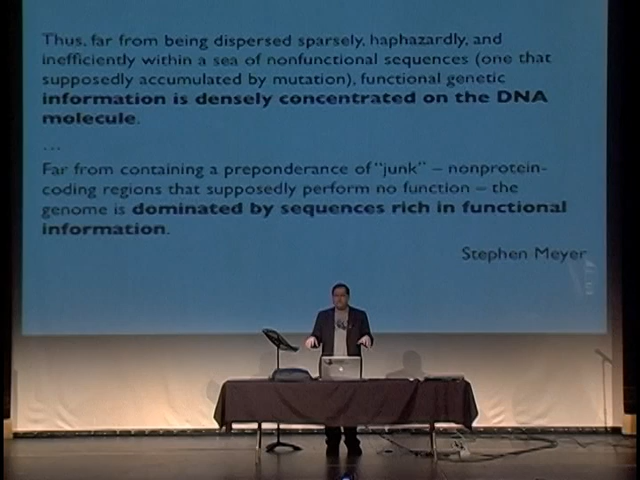 Thus, far from being dispersed sparsely, haphazardly, and
inefficiently within a sea of nonfunctional sequences (one that
supposedly accumulated by mutation), functional genetic
information is densely concentrated on the DNA
molecule.
...
Far from containing a preponderance of "junk" – nonprotein-
coding regions that supposedly perform no function – the
genome is dominated by sequences rich in functional
information.
Stephen Meyer